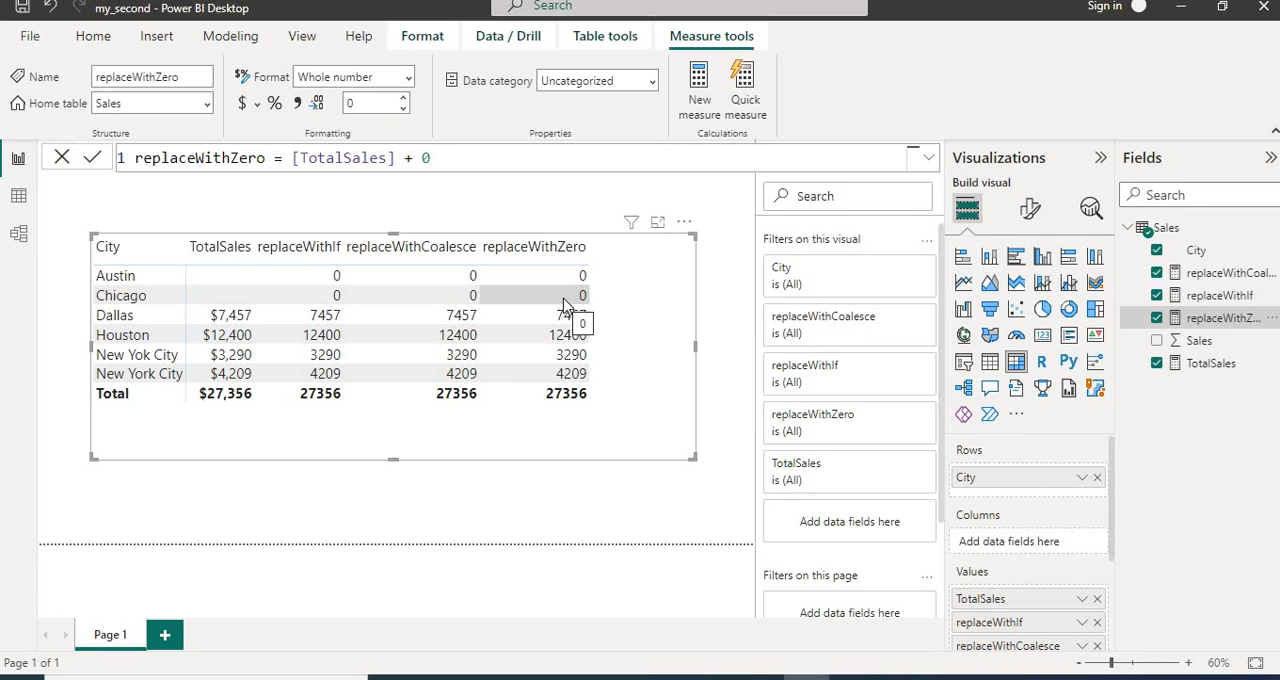 my_second - Power BI Desktop
Search
Sign in
File
Home
Insert
Modeling
View
Help
Format
Data / Drill
Table tools
Measure tools
Name
replaceWithZero
Home table
Sales
Structure
$% Format
Whole number
$ % 9
0
Formatting
Data category
Uncategorized
Properties
New measure
Quick measure
Calculations
1 replaceWithZero = [TotalSales] + 0
City TotalSales replaceWithIf replaceWithCoalesce replaceWithZero
Austin 0 0 0
Chicago 0 0 0
Dallas $7,457 7457 7457
Houston $12,400 12400 12400 12400
New Yok City $3,290 3290 3290 3290
New York City $4,209 4209 4209 4209
Total $27,356 27356 27356 27356
0
Search
Filters on this visual
City
is (All)
replaceWithCoalesce
is (All)
replaceWithIf
is (All)
replaceWithZero
is (All)
TotalSales
is (All)
Add data fields here
Filters on this page
Add data fields here
Visualizations
Build visual
R
Py
123
Rows
City
Columns
Add data fields here
Values
TotalSales
replaceWithIf
replaceWithCoalesce
Fields
Search
Sales
City
replaceWithCoal...
replaceWithIf
replaceWithZ...
Σ Sales
TotalSales
Page 1
Page 1 of 1
- + 60%